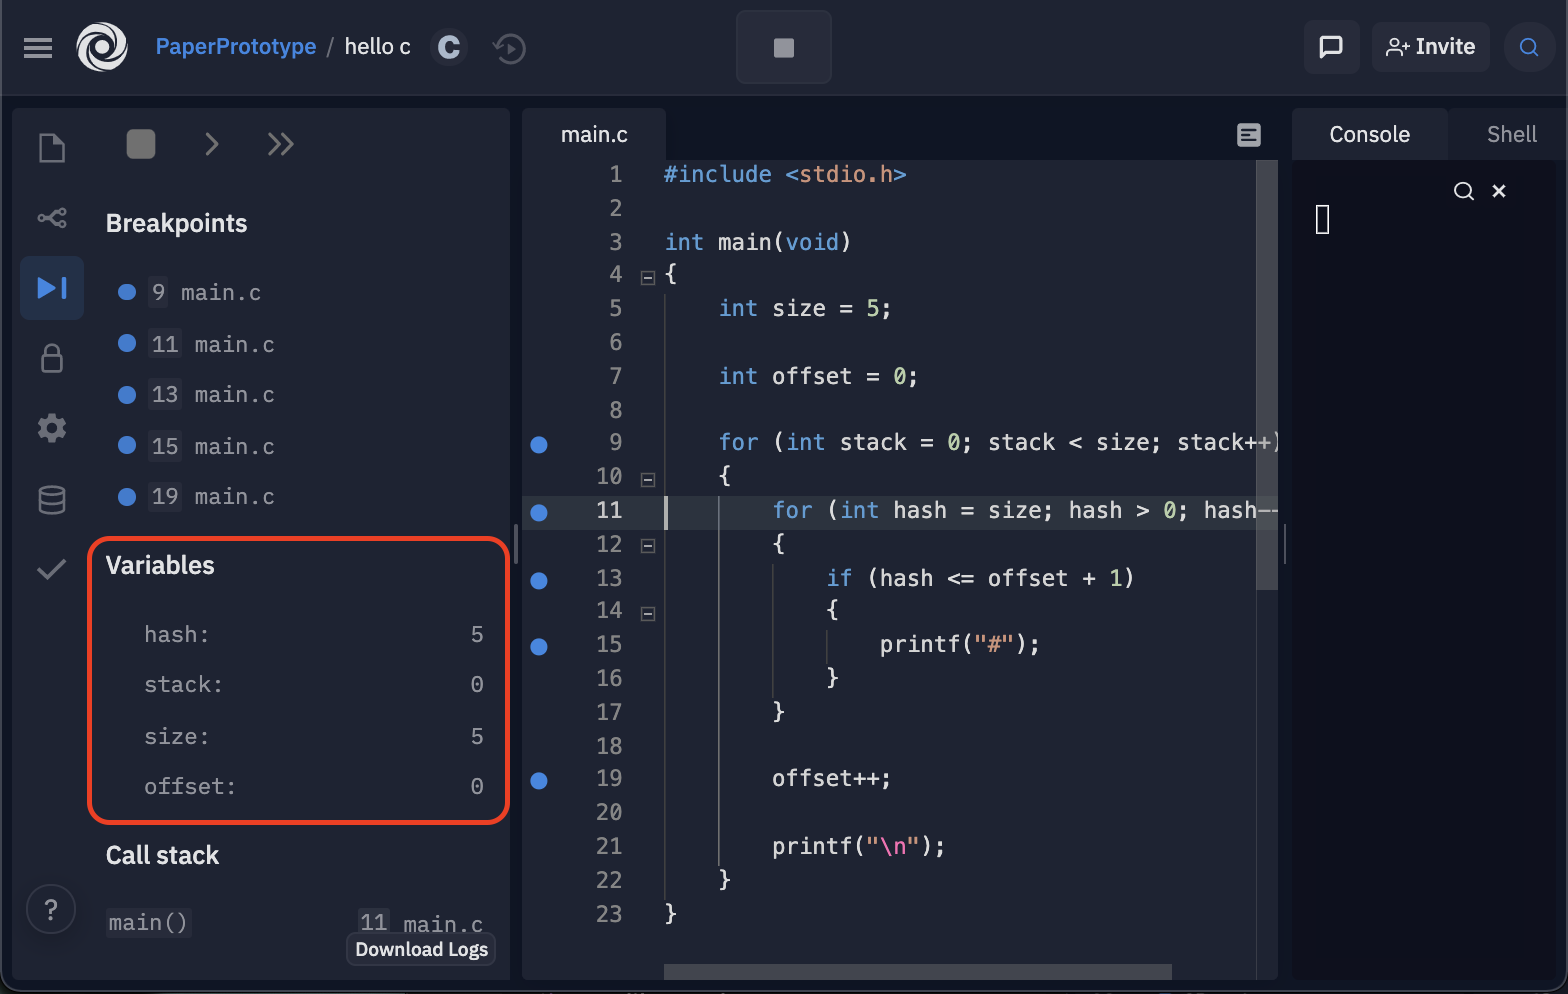 PaperPrototype / hello c C
Invite
Breakpoints
9 main.c
11 main.c
13 main.c
15 main.c
19 main.c
Variables
hash: 5
stack: 0
size: 5
offset: 0
Call stack
main() 11 main.c
Download Logs
?
main.c
1 #include <stdio.h>
2
3 int main(void)
4 {
5 int size = 5;
6
7 int offset = 0;
8
9 for (int stack = 0; stack < size; stack++)
10 {
11 for (int hash = size; hash > 0; hash--
12 {
13 if (hash <= offset + 1)
14 {
15 printf("#");
16 }
17 }
18
19 offset++;
20
21 printf("\n");
22 }
23 }
Console Shell